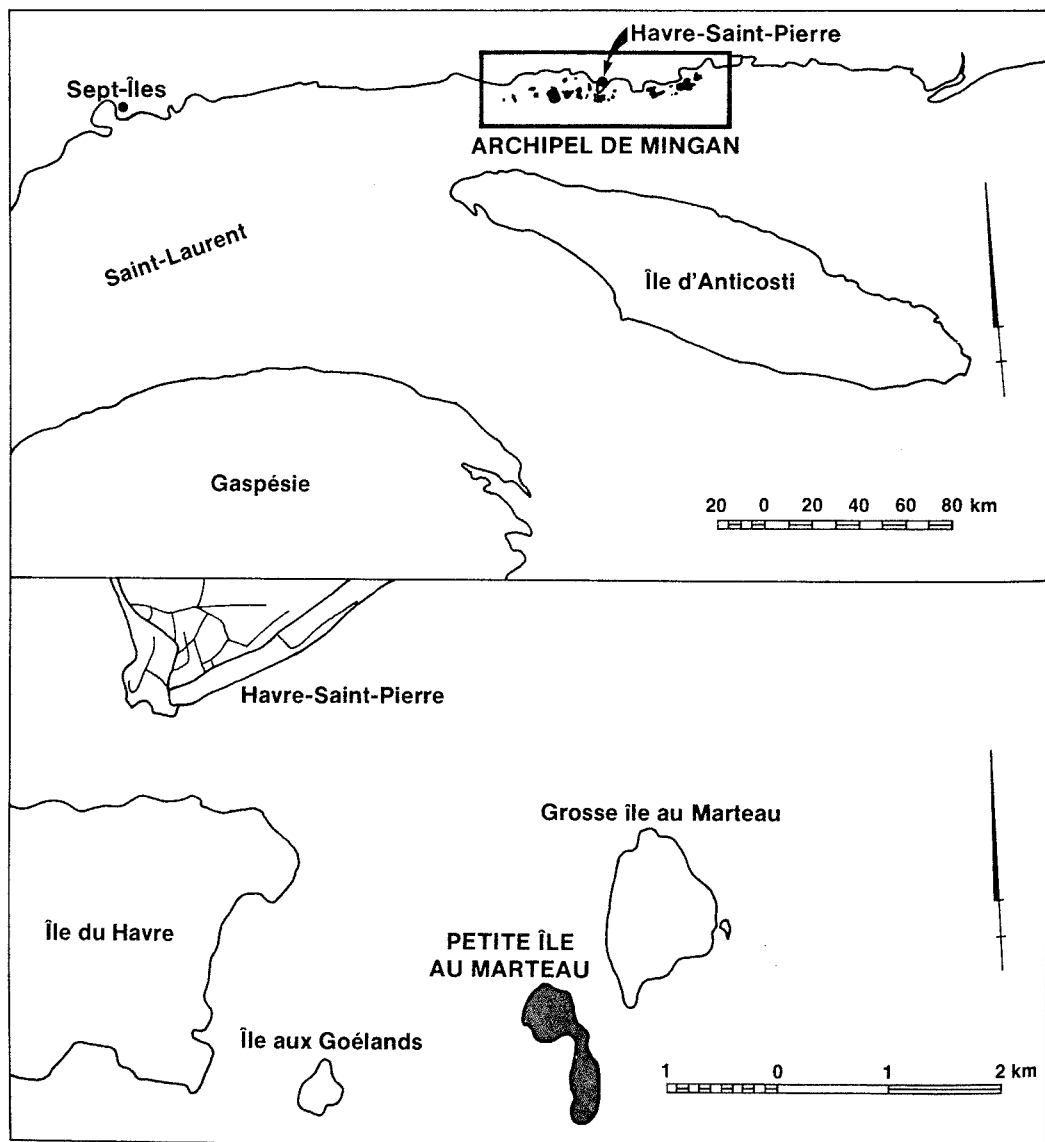 Havre-Saint-Pierre
Sept-Îles
ARCHIPEL DE MINGAN
Saint-Laurent
Île d'Anticosti
Gaspésie
20 0 20 40 60 80 km
Havre-Saint-Pierre
Grosse île au Marteau
Île du Havre
PETITE ÎLE
AU MARTEAU
Île aux Goélands
1 0 1 2 km